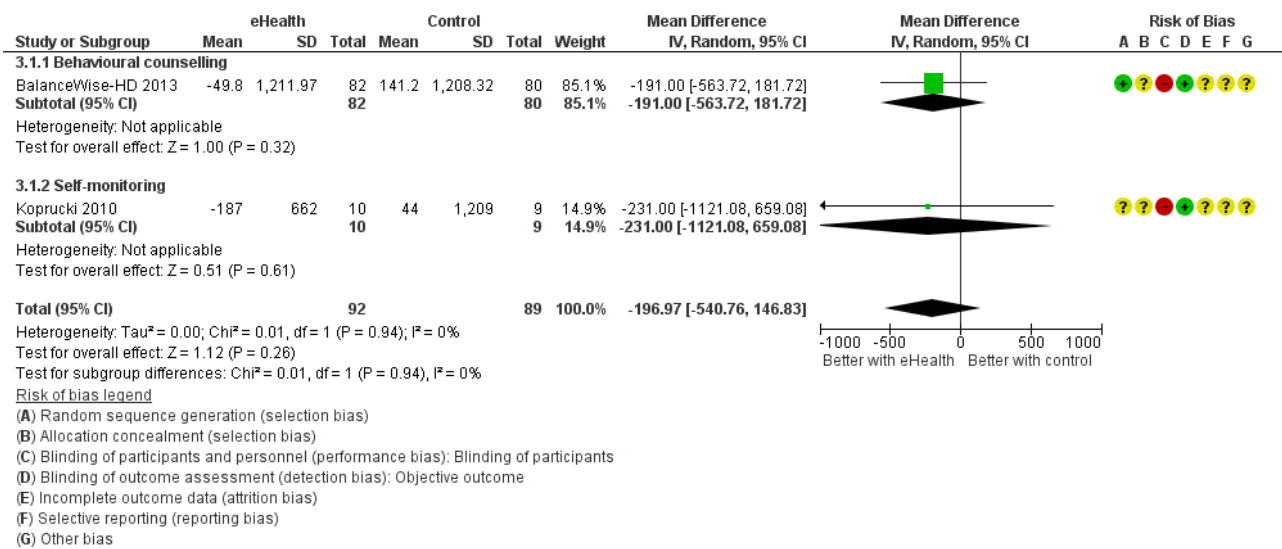 eHealth Control Mean Difference Mean Difference Risk of Bias
Study or Subgroup Mean SD Total Mean SD Total Weight IV, Random, 95% CI IV, Random, 95% CI A B C D E F G
3.1.1 Behavioural counselling
BalanceWise-HD 2013 -49.8 1,211.97 82 141.2 1,208.32 80 85.1% -191.00 [-563.72, 181.72] + ? - + ? ? ?
Subtotal (95% CI) 82 80 85.1% -191.00 [-563.72, 181.72]
Heterogeneity: Not applicable
Test for overall effect: Z = 1.00 (P = 0.32)
3.1.2 Self-monitoring
Koprucki 2010 -187 662 10 44 1,209 9 14.9% -231.00 [-1121.08, 659.08] ? ? - + ? ? ?
Subtotal (95% CI) 10 9 14.9% -231.00 [-1121.08, 659.08]
Heterogeneity: Not applicable
Test for overall effect: Z = 0.51 (P = 0.61)
Total (95% CI) 92 89 100.0% -196.97 [-540.76, 146.83]
Heterogeneity: Tau² = 0.00; Chi² = 0.01, df = 1 (P = 0.94); I² = 0%
Test for overall effect: Z = 1.12 (P = 0.26)
Test for subgroup differences: Chi² = 0.01, df = 1 (P = 0.94), I² = 0%
-1000 -500 0 500 1000
Better with eHealth Better with control
Risk of bias legend
(A) Random sequence generation (selection bias)
(B) Allocation concealment (selection bias)
(C) Blinding of participants and personnel (performance bias): Blinding of participants
(D) Blinding of outcome assessment (detection bias): Objective outcome
(E) Incomplete outcome data (attrition bias)
(F) Selective reporting (reporting bias)
(G) Other bias